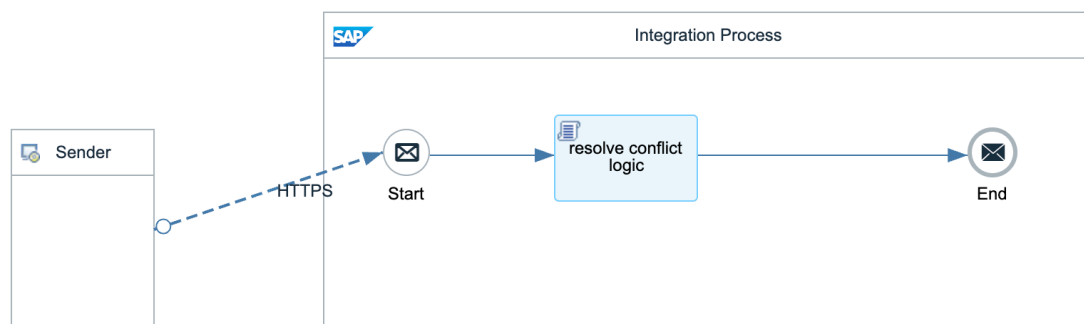 SAP
Integration Process
Sender
HTTPS
Start
resolve conflict
logic
End